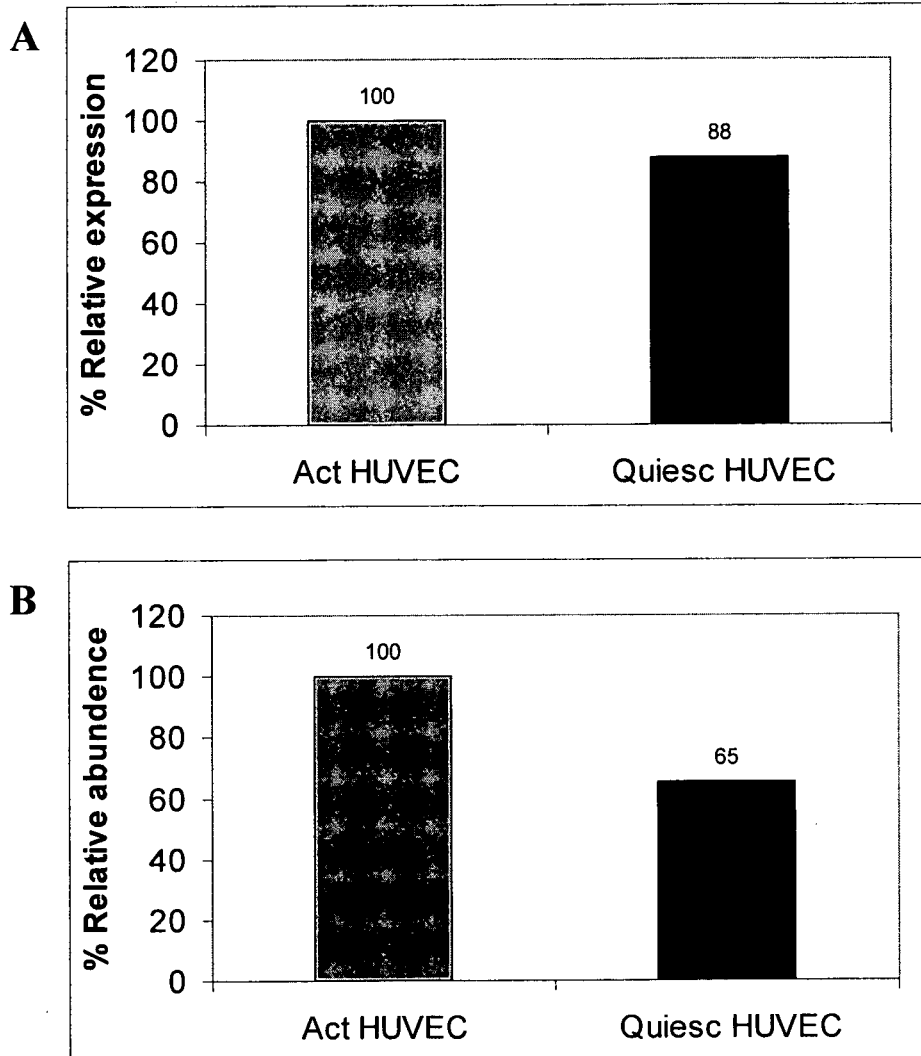 A
% Relative expression
120
100
80
60
40
20
0
100
88
Act HUVEC
Quiesc HUVEC
B
% Relative abundence
120
100
80
60
40
20
0
100
65
Act HUVEC
Quiesc HUVEC